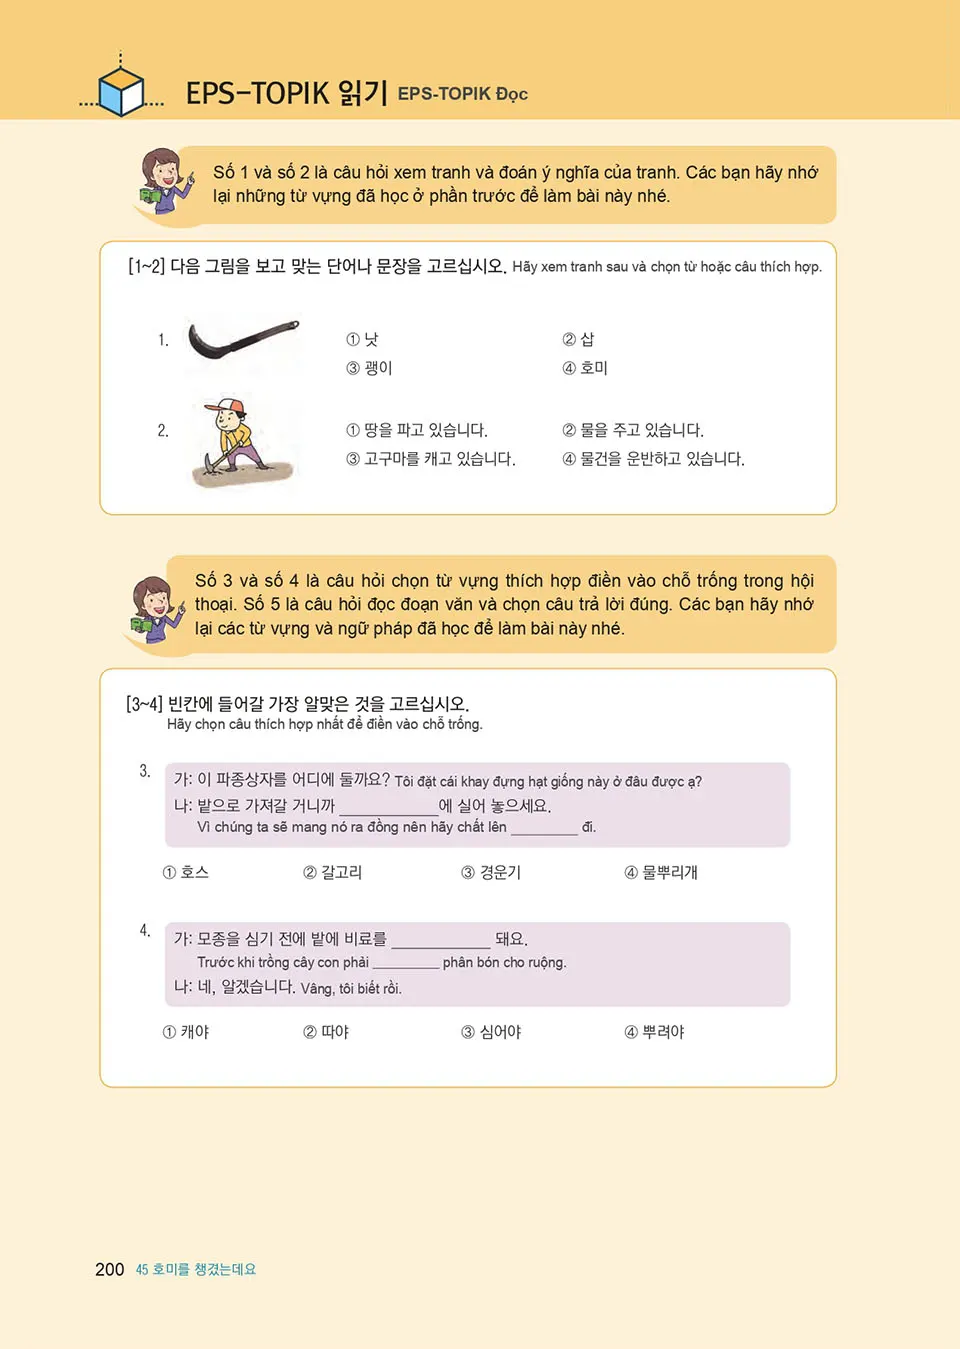 EPS-TOPIK 읽기 EPS-TOPIK Đọc
Số 1 và số 2 là câu hỏi xem tranh và đoán ý nghĩa của tranh. Các bạn hãy nhớ
lại những từ vựng đã học ở phần trước để làm bài này nhé.
[1~2] 다음 그림을 보고 맞는 단어나 문장을 고르십시오. Hãy xem tranh sau và chọn từ hoặc câu thích hợp.
1. ① 낫 ② 삽
③ 괭이 ④ 호미
2. ① 땅을 파고 있습니다. ② 물을 주고 있습니다.
③ 고구마를 캐고 있습니다. ④ 물건을 운반하고 있습니다.
Số 3 và số 4 là câu hỏi chọn từ vựng thích hợp điền vào chỗ trống trong hội
thoại. Số 5 là câu hỏi đọc đoạn văn và chọn câu trả lời đúng. Các bạn hãy nhớ
lại các từ vựng và ngữ pháp đã học để làm bài này nhé.
[3~4] 빈칸에 들어갈 가장 알맞은 것을 고르십시오.
Hãy chọn câu thích hợp nhất để điền vào chỗ trống.
3. 가: 이 파종상자를 어디에 둘까요? Tôi đặt cái khay đựng hạt giống này ở đâu được ạ?
나: 밭으로 가져갈 거니까 ____________에 실어 놓으세요.
Vì chúng ta sẽ mang nó ra đồng nên hãy chất lên _________ đi.
① 호스 ② 갈고리 ③ 경운기 ④ 물뿌리개
4. 가: 모종을 심기 전에 밭에 비료를 ____________ 돼요.
Trước khi trồng cây con phải _________ phân bón cho ruộng.
나: 네, 알겠습니다. Vâng, tôi biết rồi.
① 캐야 ② 따야 ③ 심어야 ④ 뿌려야
200 45 호미를 챙겼는데요